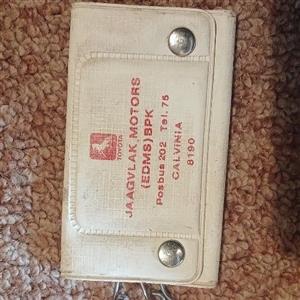 TOYOTA
JAAGVLAK MOTORS
(EDMS) BPK
Posbus 202 Tel. 75
CALVINIA
8190